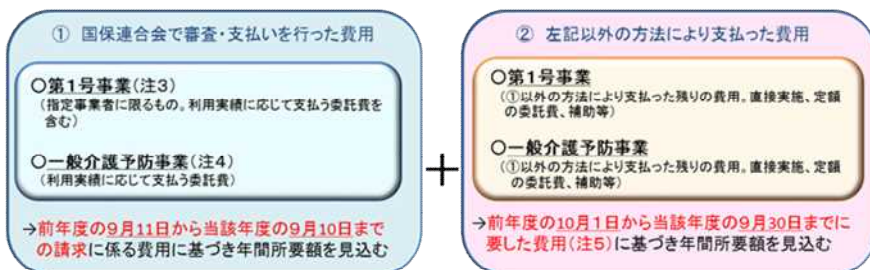 ① 国保連合会で審査・支払いを行った費用
○第1号事業(注3)
(指定事業者に限るもの。利用実績に応じて支払う委託費を
含む)
○一般介護予防事業(注4)
(利用実績に応じて支払う委託費)
→前年度の9月11日から当該年度の9月10日まで
の請求に係る費用に基づき年間所要額を見込む
+
② 左記以外の方法により支払った費用
○第1号事業
(①以外の方法により支払った残りの費用。直接実施、定額
の委託費、補助等)
○一般介護予防事業
(①以外の方法により支払った残りの費用。直接実施、定額
の委託費、補助等)
→前年度の10月1日から当該年度の9月30日までに
要した費用(注5)に基づき年間所要額を見込む